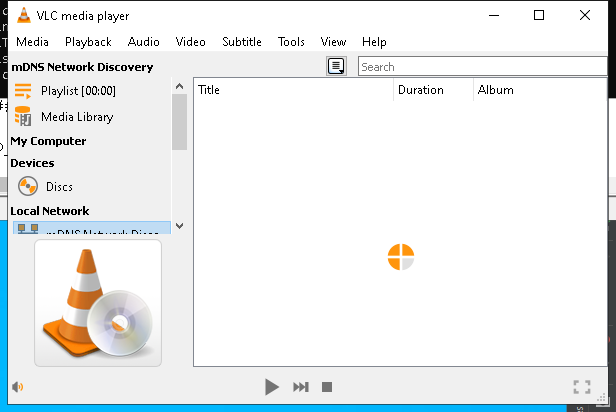 VLC media player
Media Playback Audio Video Subtitle Tools View Help
mDNS Network Discovery
Search
Playlist [00:00]
Title Duration Album
Media Library
My Computer
Devices
Discs
Local Network
mDNS Network Disco